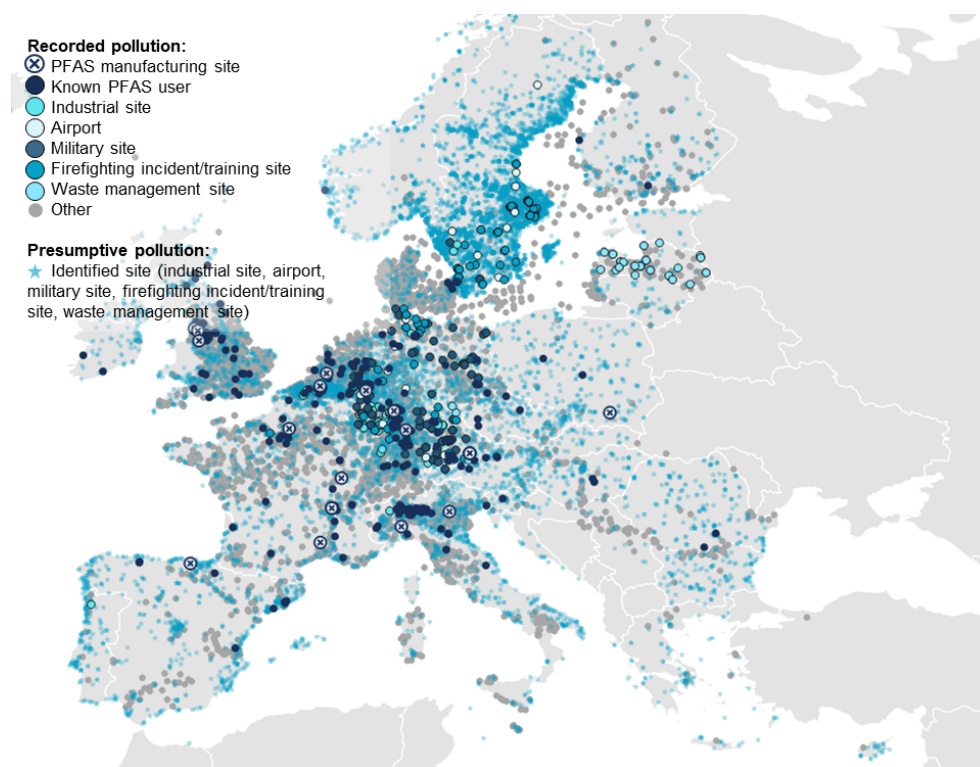 Recorded pollution:
PFAS manufacturing site
Known PFAS user
Industrial site
Airport
Military site
Firefighting incident/training site
Waste management site
Other
Presumptive pollution:
Identified site (industrial site, airport,
military site, firefighting incident/training
site, waste management site)